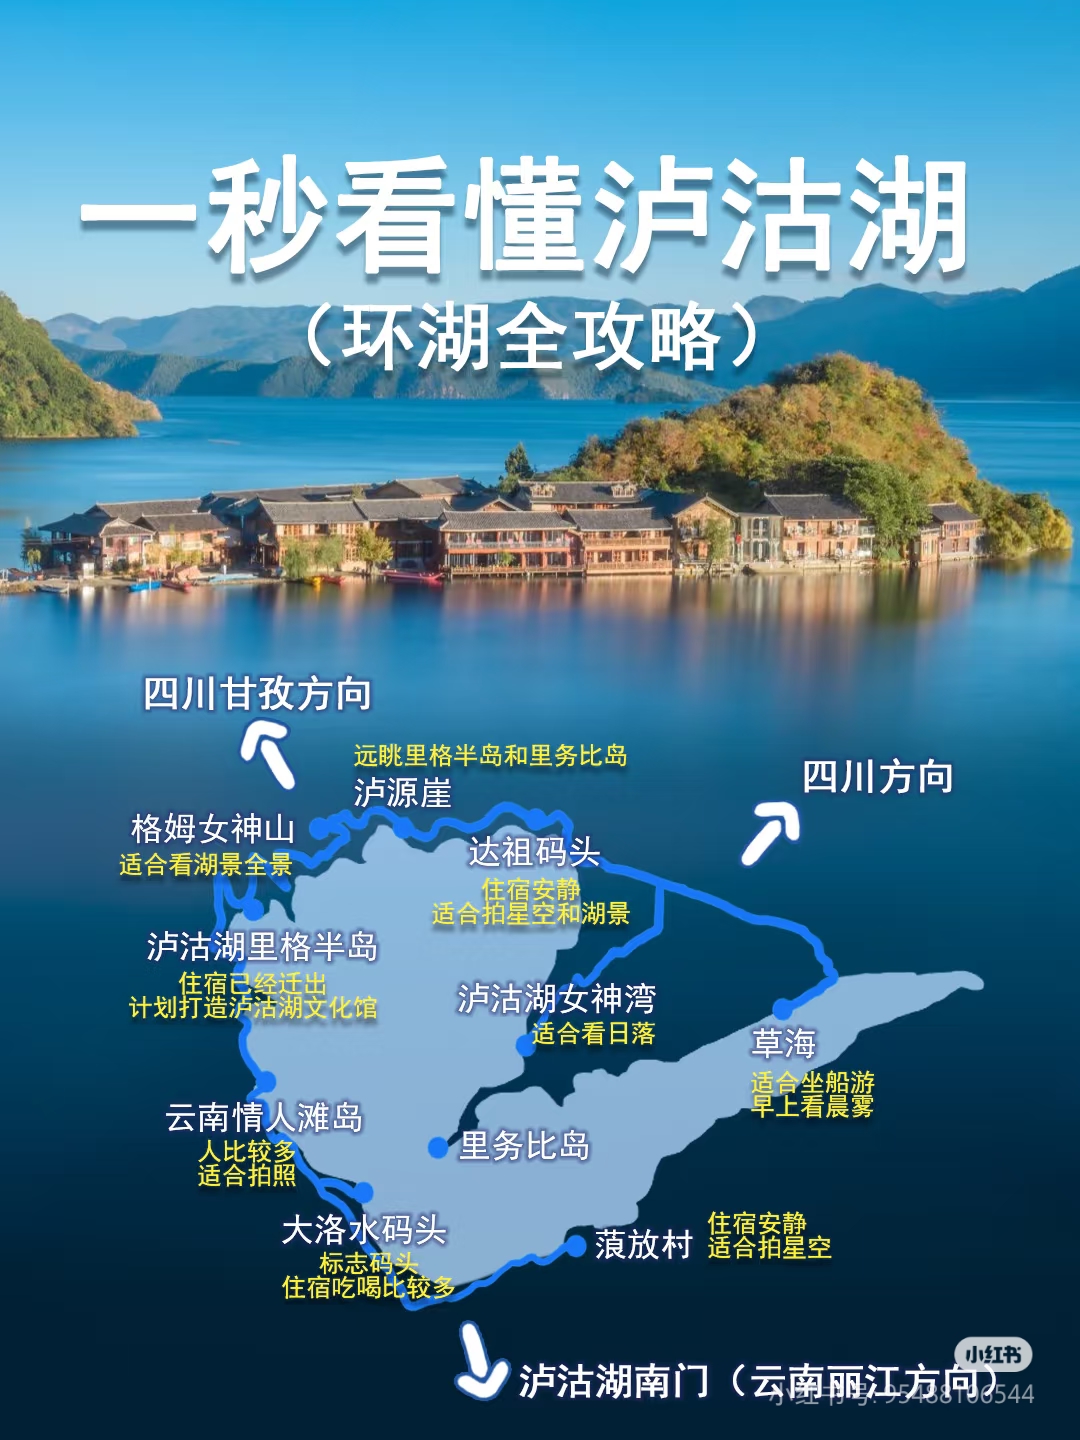 一秒看懂泸沽湖
（环湖全攻略）
四川甘孜方向
远眺里格半岛和里务比岛
泸源崖
四川方向
格姆女神山
适合看湖景全景
达祖码头
住宿安静
适合拍星空和湖景
泸沽湖里格半岛
住宿已经迁出
计划打造泸沽湖文化馆
泸沽湖女神湾
适合看日落
草海
适合坐船游
早上看晨雾
云南情人滩岛
人比较多
适合拍照
里务比岛
大洛水码头
标志码头
住宿吃喝比较多
蒗放村
住宿安静
适合拍星空
泸沽湖南门（云南丽江方向）
小红书
小红书号: 95488106544